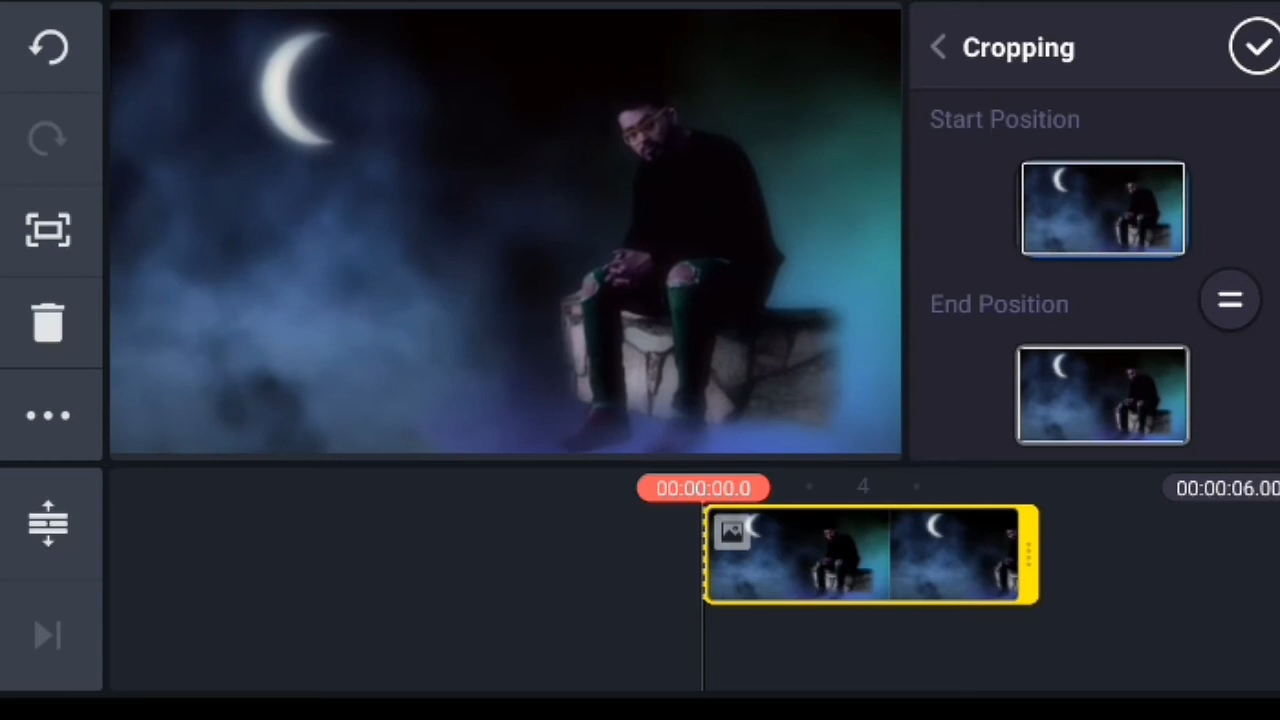 Cropping
Start Position
End Position
00:00:00.0
4
00:00:06.00